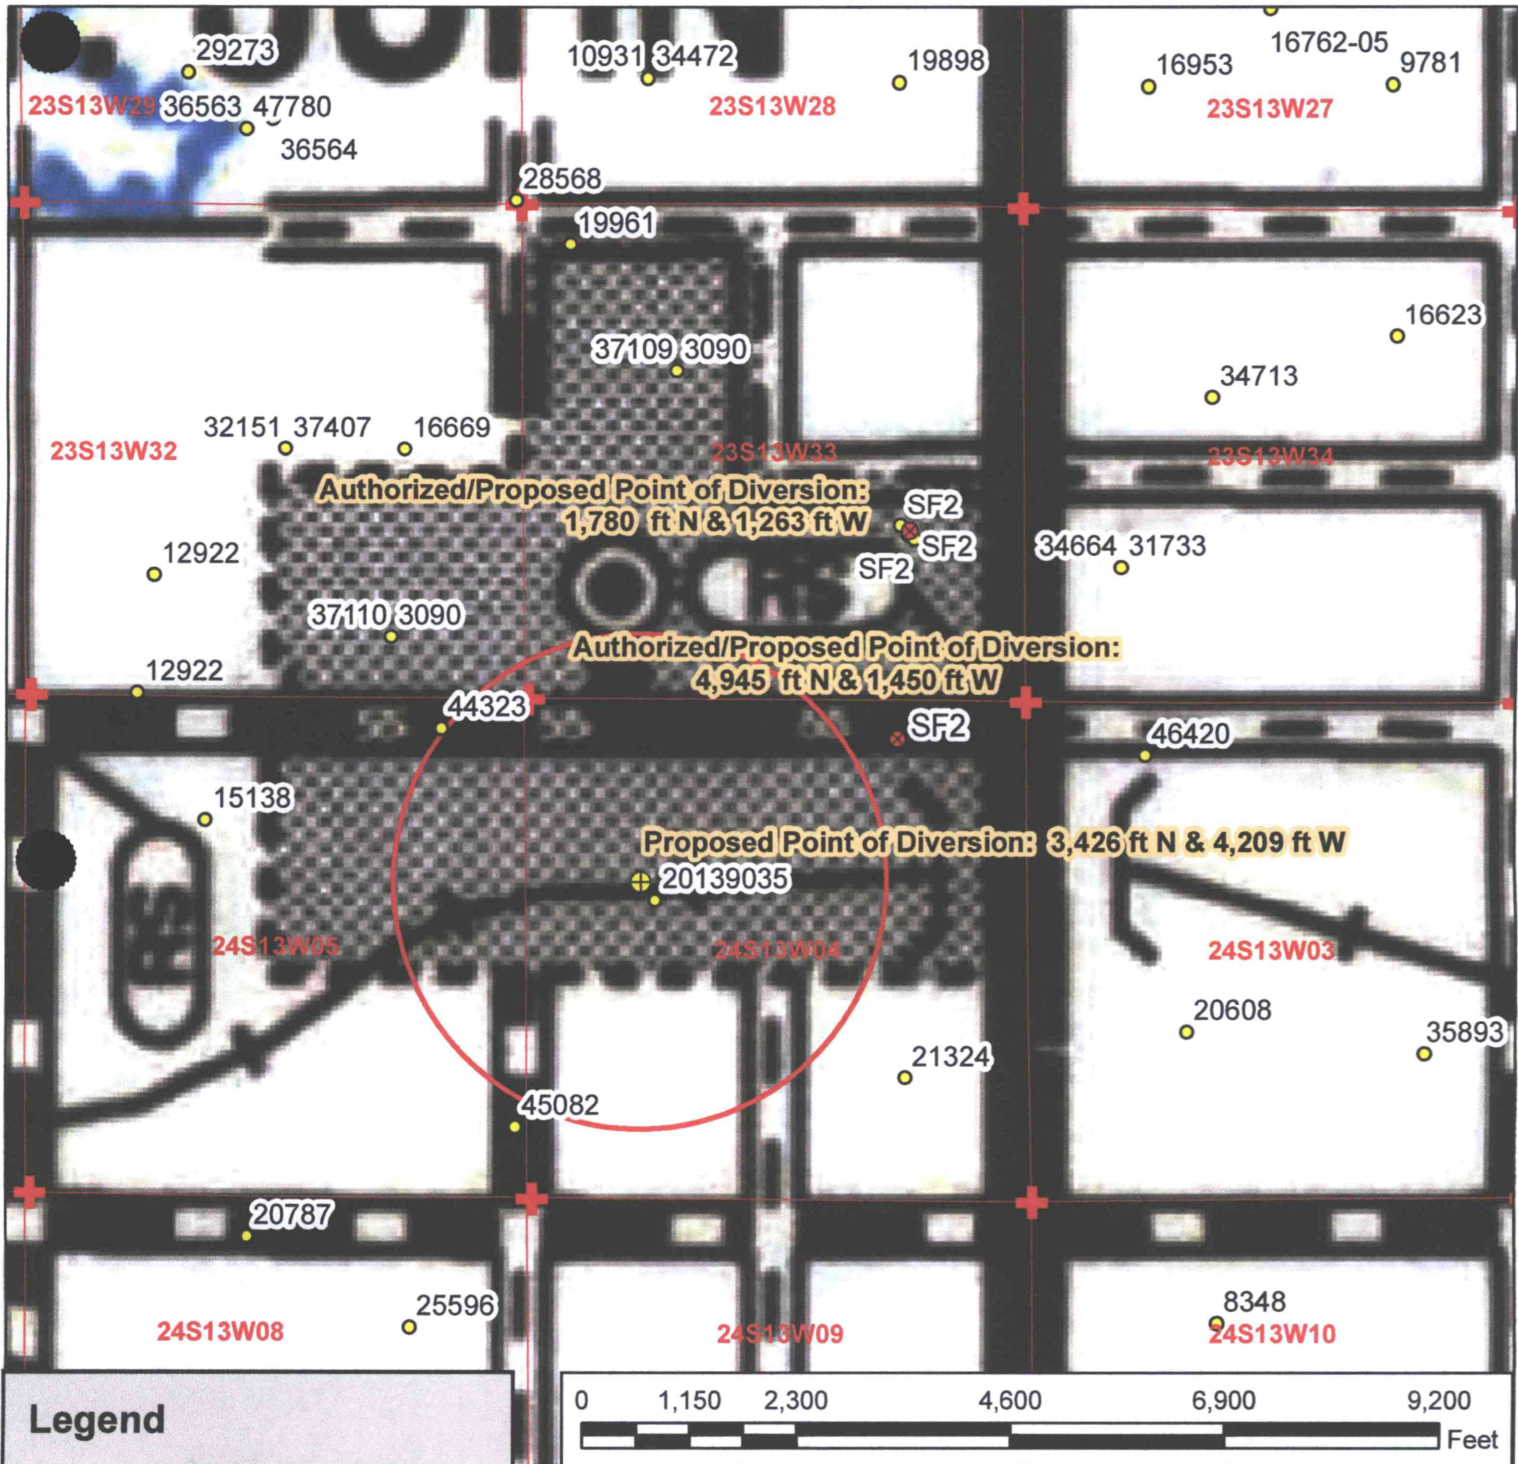 16762-05
29273
10931 34472
19898
16953
9781
23S13W29
36563 47780
23S13W28
23S13W27
36564
28568
19961
16623
37109 3090
34713
32151 37407
16669
23S13W32
23S13W33
23S13W34
Authorized/Proposed Point of Diversion:
1,780 ft N & 1,263 ft W
SF2
SF2
SF2
34664 31733
12922
RS
37110 3090
Authorized/Proposed Point of Diversion:
4,945 ft N & 1,450 ft W
12922
44323
SF2
46420
15138
Proposed Point of Diversion: 3,426 ft N & 4,209 ft W
20139035
RS
24S13W05
24S13W04
24S13W03
20608
35893
21324
45082
20787
25596
8348
24S13W08
24S13W09
24S13W10
Legend
0 1,150 2,300 4,600 6,900 9,200
Feet